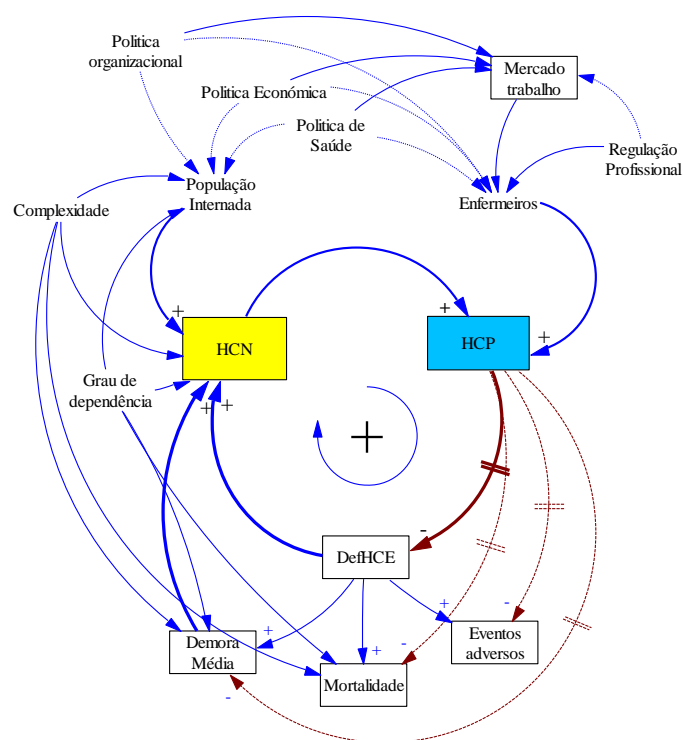 Politica
organizacional
Mercado
trabalho
Politica Económica
Politica de
Saúde
Regulação
Profissional
População
Internada
Complexidade
Enfermeiros
+
+
+
HCN
HCP
Grau de
dependência
+
+
+
-
DefHCE
+
+
+
-
-
Demora
Média
Eventos
adversos
Mortalidade
-